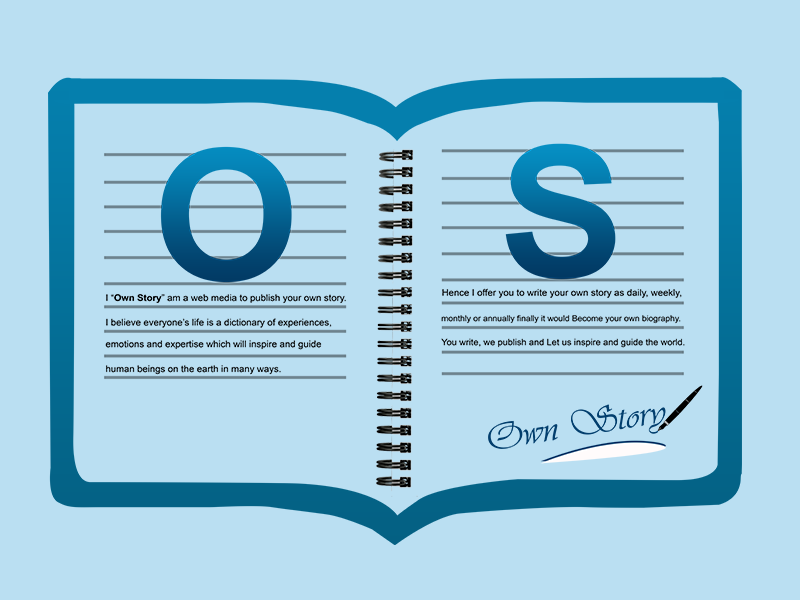 O
I “Own Story” am a web media to publish your own story.
I believe everyone's life is a dictionary of experiences,
emotions and expertise which will inspire and guide
human beings on the earth in many ways.
S
Hence I offer you to write your own story as daily, weekly,
monthly or annually finally it would Become your own biography.
You write, we publish and Let us inspire and guide the world.
Own Story